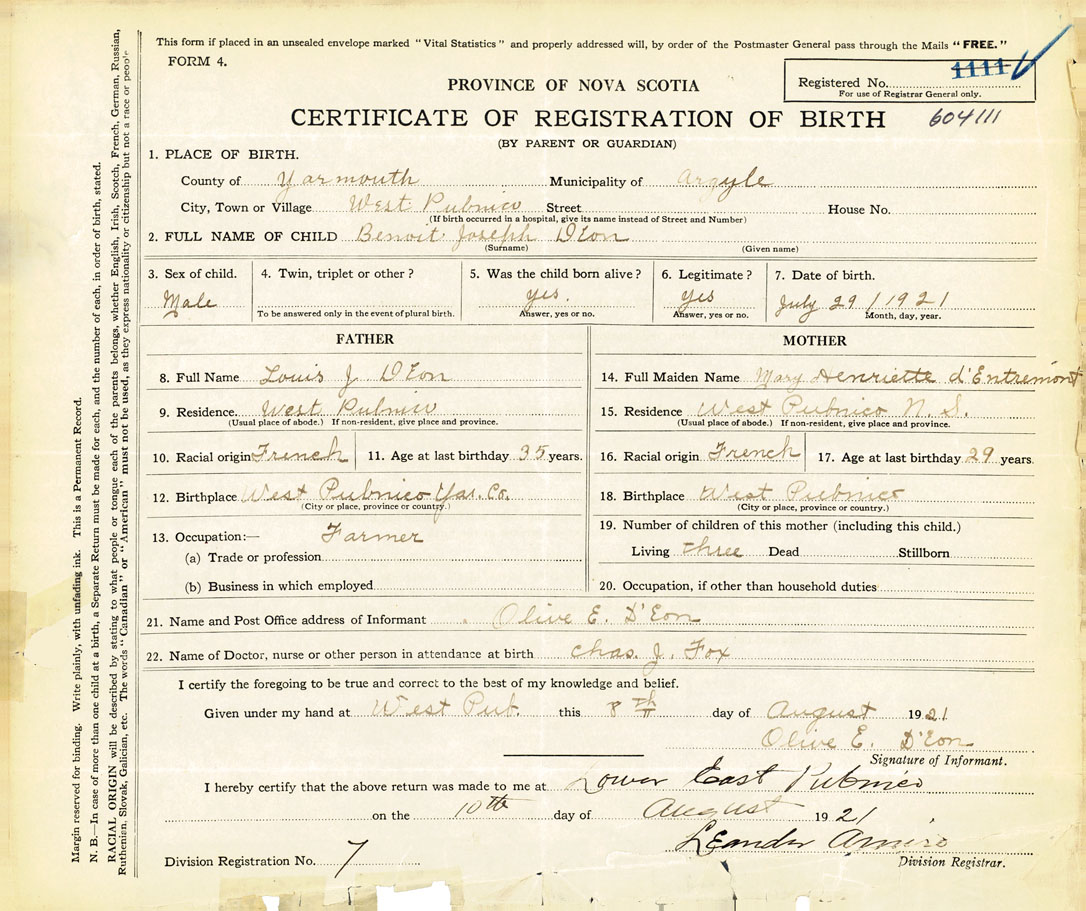 This form if placed in an unsealed envelope marked "Vital Statistics" and properly addressed will, by order of the Postmaster General pass through the Mails "FREE."
FORM 4.
1111
Registered No.
For use of Registrar General only.
PROVINCE OF NOVA SCOTIA
CERTIFICATE OF REGISTRATION OF BIRTH 604111
(BY PARENT OR GUARDIAN)
1. PLACE OF BIRTH.
County of Yarmouth Municipality of Argyle
City, Town or Village West Pubnico Street House No.
(If birth occurred in a hospital, give its name instead of Street and Number)
2. FULL NAME OF CHILD Benoit Joseph D'Eon
(Surname) (Given name)
3. Sex of child. 4. Twin, triplet or other? 5. Was the child born alive? 6. Legitimate? 7. Date of birth.
Male yes. yes July 29/1921
To be answered only in the event of plural birth. Answer, yes or no. Answer, yes or no. Month, day, year.
FATHER MOTHER
8. Full Name Louis J. D'Eon 14. Full Maiden Name Mary Henriette d'Entremont
9. Residence. West Pubnico 15. Residence West Pubnico N. S.
(Usual place of abode.) If non-resident, give place and province. (Usual place of abode.) If non-resident, give place and province.
10. Racial origin French 11. Age at last birthday 35 years. 16. Racial origin French 17. Age at last birthday 29 years.
12. Birthplace West Pubnico Yar. Co. 18. Birthplace West Pubnico
(City or place, province or country.) (City or place, province or country.)
13. Occupation:— Farmer 19. Number of children of this mother (including this child.)
(a) Trade or profession Living three Dead Stillborn
(b) Business in which employed 20. Occupation, if other than household duties
21. Name and Post Office address of Informant Olive E. D'Eon
22. Name of Doctor, nurse or other person in attendance at birth Chas. J. Fox
I certify the foregoing to be true and correct to the best of my knowledge and belief.
Given under my hand at West Pub. this 8th day of August 1921
Olive E. D'Eon
Signature of Informant.
I hereby certify that the above return was made to me at Lower East Pubnico
on the 10th day of August 1921
Leander Amiro
Division Registrar.
Division Registration No. 7
Margin reserved for binding. Write plainly, with unfading ink. This is a Permanent Record.
N. B.—In case of more than one child at a birth, a Separate Return must be made for each, and the number of each, in order of birth, stated.
RACIAL ORIGIN will be described by stating to what people or tongue each of the parents belongs, whether English, Irish, Scotch, French, German, Russian,
Ruthenian, Slovak, Galician, etc. The words "Canadian" or "American" must not be used, as they express nationality or citizenship but not a race or people